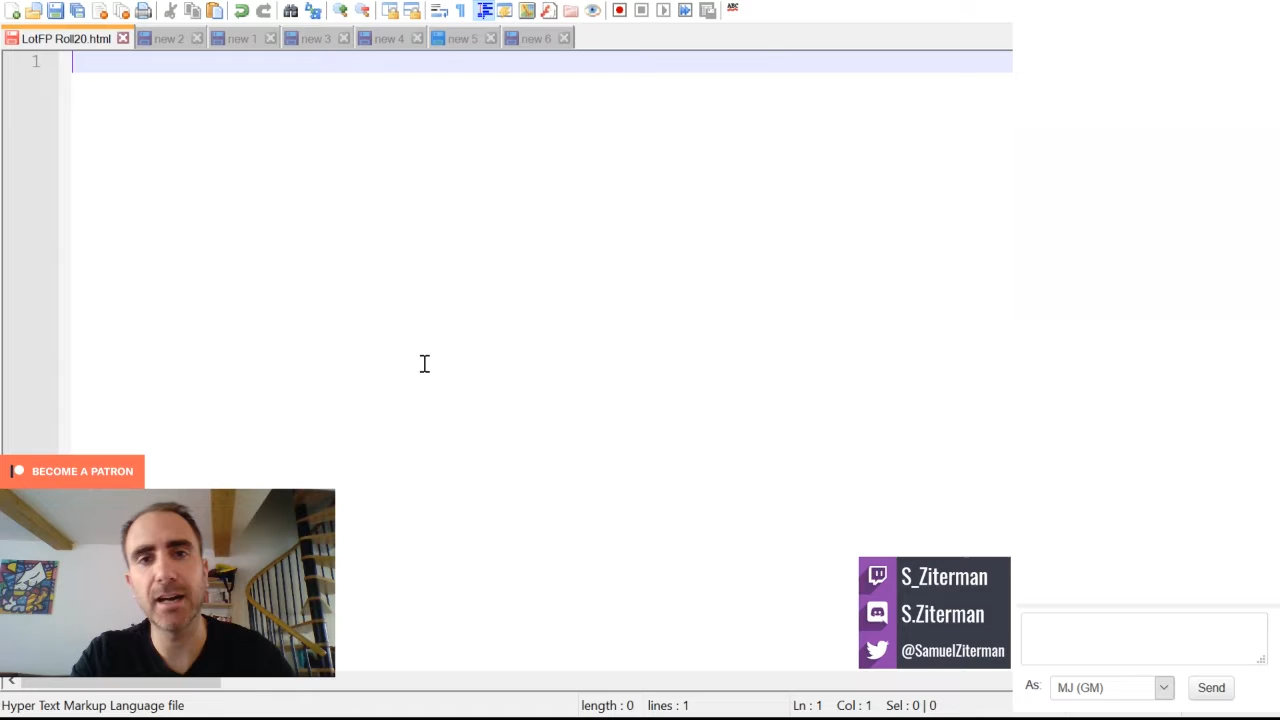 ABC
LotFP Roll20.html new 2 new 1 new 3 new 4 new 5 new 6
1
BECOME A PATRON
S_Ziterman
S.Ziterman
@SamuelZiterman
As: MJ (GM) Send
Hyper Text Markup Language file length : 0 lines : 1 Ln : 1 Col : 1 Sel : 0 | 0